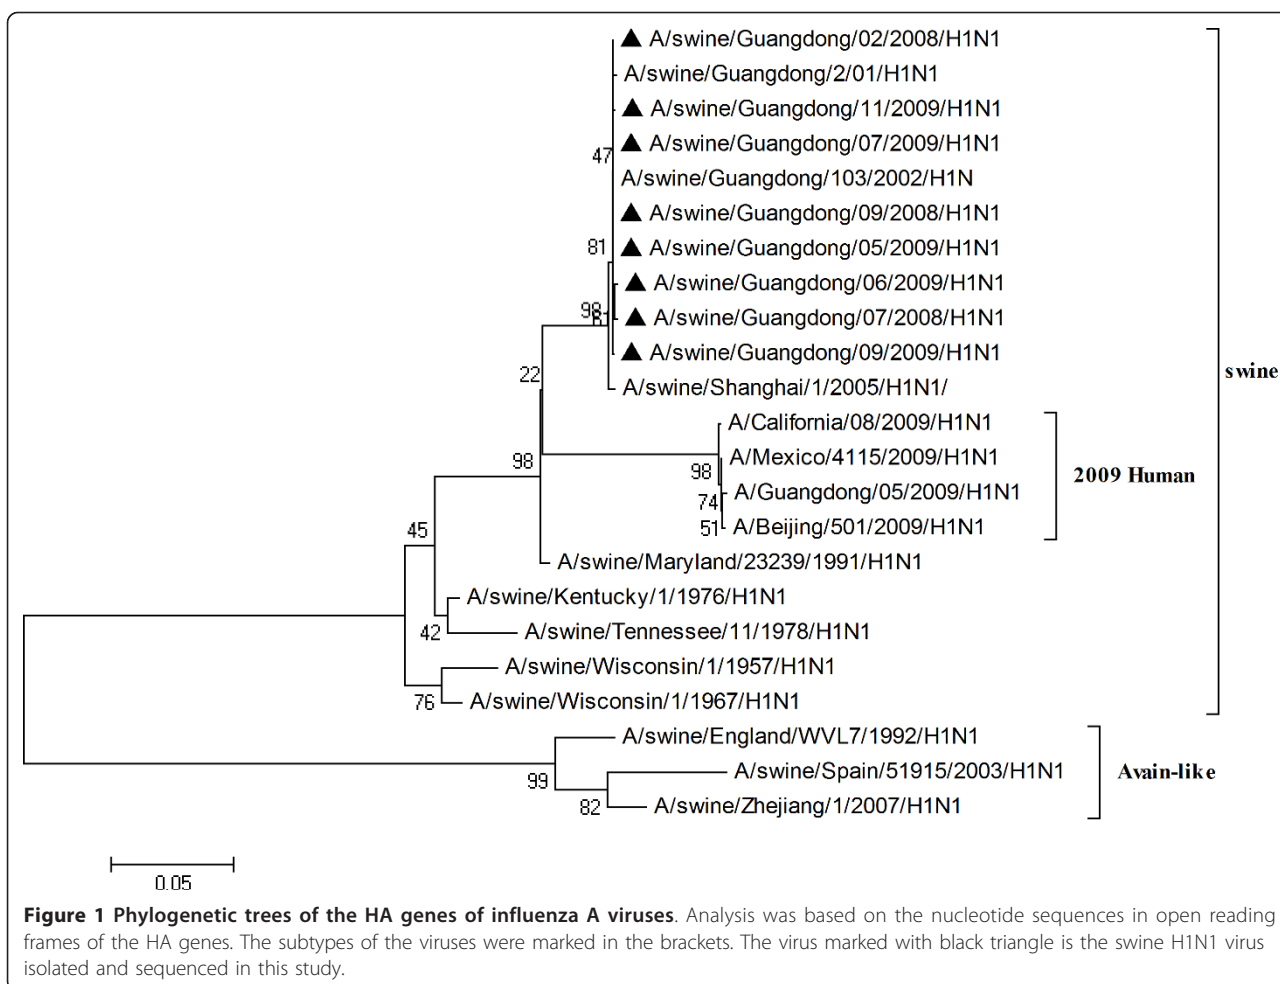 A/swine/Guangdong/02/2008/H1N1
A/swine/Guangdong/2/01/H1N1
A/swine/Guangdong/11/2009/H1N1
A/swine/Guangdong/07/2009/H1N1
47
A/swine/Guangdong/103/2002/H1N
A/swine/Guangdong/09/2008/H1N1
A/swine/Guangdong/05/2009/H1N1
81
A/swine/Guangdong/06/2009/H1N1
98
A/swine/Guangdong/07/2008/H1N1
A/swine/Guangdong/09/2009/H1N1
swine
22
A/swine/Shanghai/1/2005/H1N1/
A/California/08/2009/H1N1
A/Mexico/4115/2009/H1N1
98
98
2009 Human
A/Guangdong/05/2009/H1N1
74
A/Beijing/501/2009/H1N1
51
45
A/swine/Maryland/23239/1991/H1N1
A/swine/Kentucky/1/1976/H1N1
A/swine/Tennessee/11/1978/H1N1
42
A/swine/Wisconsin/1/1957/H1N1
A/swine/Wisconsin/1/1967/H1N1
76
A/swine/England/WVL7/1992/H1N1
A/swine/Spain/51915/2003/H1N1
Avain-like
99
A/swine/Zhejiang/1/2007/H1N1
82
0.05
Figure 1 Phylogenetic trees of the HA genes of influenza A viruses. Analysis was based on the nucleotide sequences in open reading
frames of the HA genes. The subtypes of the viruses were marked in the brackets. The virus marked with black triangle is the swine H1N1 virus
isolated and sequenced in this study.